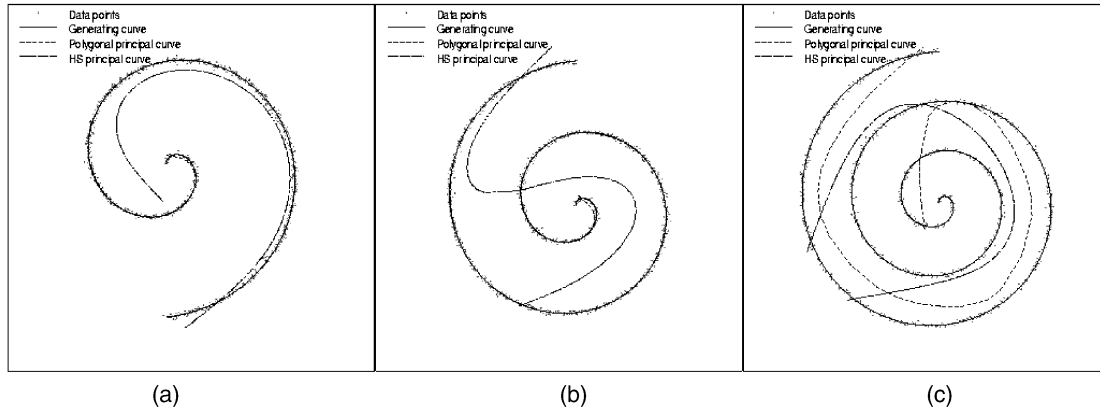 Data points
Generating curve
Polygonal principal curve
HS principal curve
Data points
Generating curve
Polygonal principal curve
HS principal curve
Data points
Generating curve
Polygonal principal curve
HS principal curve
(a)
(b)
(c)